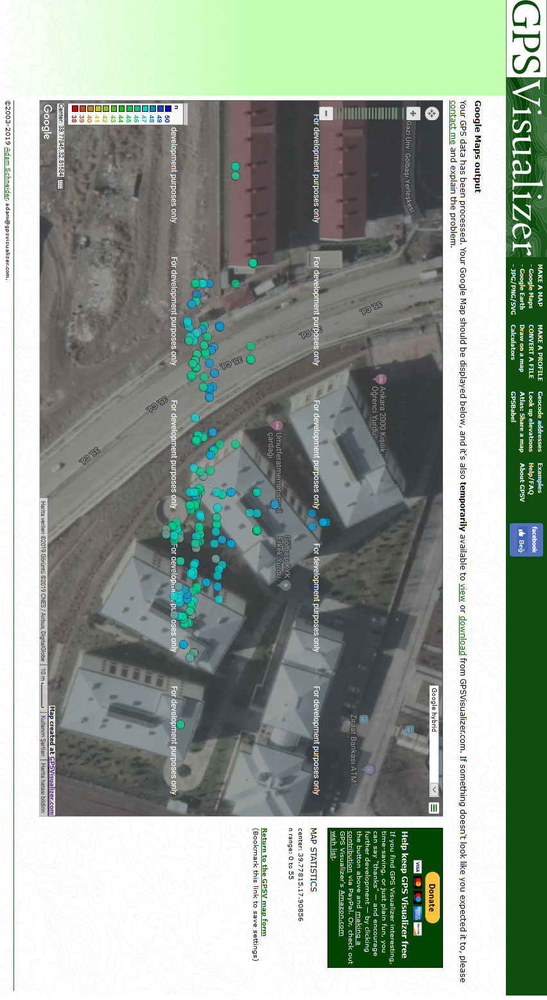 GPSVisualizer
MAKE A MAP
- Google Maps
- Google Earth
- JPG/PNG/SVG
MAKE A PROFILE
CONVERT A FILE
Draw on a map
Calculators
Geocode addresses
Look up elevations
Atlas: Share a map
GPSBabel
Examples
Help/FAQ
About GPSV
facebook
Beğ
Google Maps output
Your GPS data has been processed. Your Google Map should be displayed below, and it's also temporarily available to view or download from GPSVisualizer.com. If something doesn't look like you expected it to, please
contact me and explain the problem.
Google hybrid
Gazi Ünv. Gölbaşı Yerleşkesi
35. Cd.
35. Cd.
35. Cd.
35. Cd.
35. Cd.
Ankara 2000 Kişilik
Öğrenci Yurdu
Umutferatmemetismail
çardağı
Gölbaşı KYK
Erkek Yurdu
Ziraat Bankası ATM
For development purposes only
For development purposes only
For development purposes only
For development purposes only
For development purposes only
development purposes only
For development purposes only
For development purposes only
For development purposes only
For development purposes only
n
50
49
48
47
46
45
44
43
42
41
40
39
38
Center: 39.77845,32.81584
Google
Map created at GPSVisualizer.com
Harita verileri ©2019 Görüntü ©2019 CNES / Airbus, DigitalGlobe
10 m
Kullanım Şartları
Harita hatası bildirin
Donate
VISA
Help keep GPS Visualizer free
If you find GPS Visualizer interesting,
time-saving, or just plain fun, you
can say "thanks" — and encourage
further development — by clicking
the button above and making a
contribution via PayPal. Or, check out
GPS Visualizer's Amazon.com
wish list.
MAP STATISTICS
center: 39.77815,17.90856
n range: 0 to 55
Return to the GPSV map form
(Bookmark this link to save settings)
©2003-2019 Adam Schneider, adam@gpsvisualizer.com.